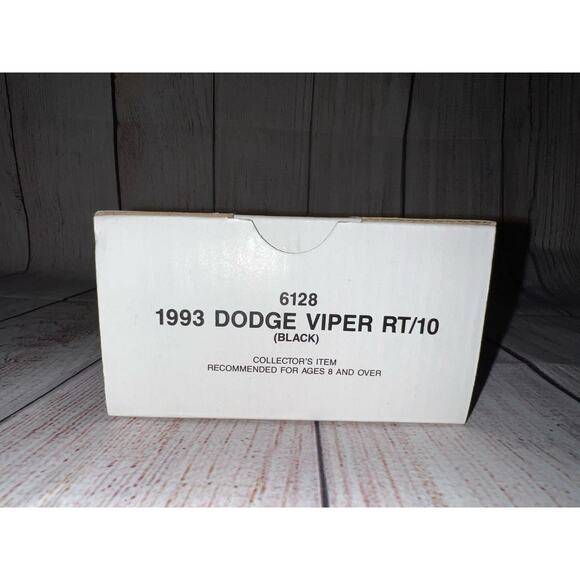 6128
1993 DODGE VIPER RT/10
(BLACK)
COLLECTOR'S ITEM
RECOMMENDED FOR AGES 8 AND OVER